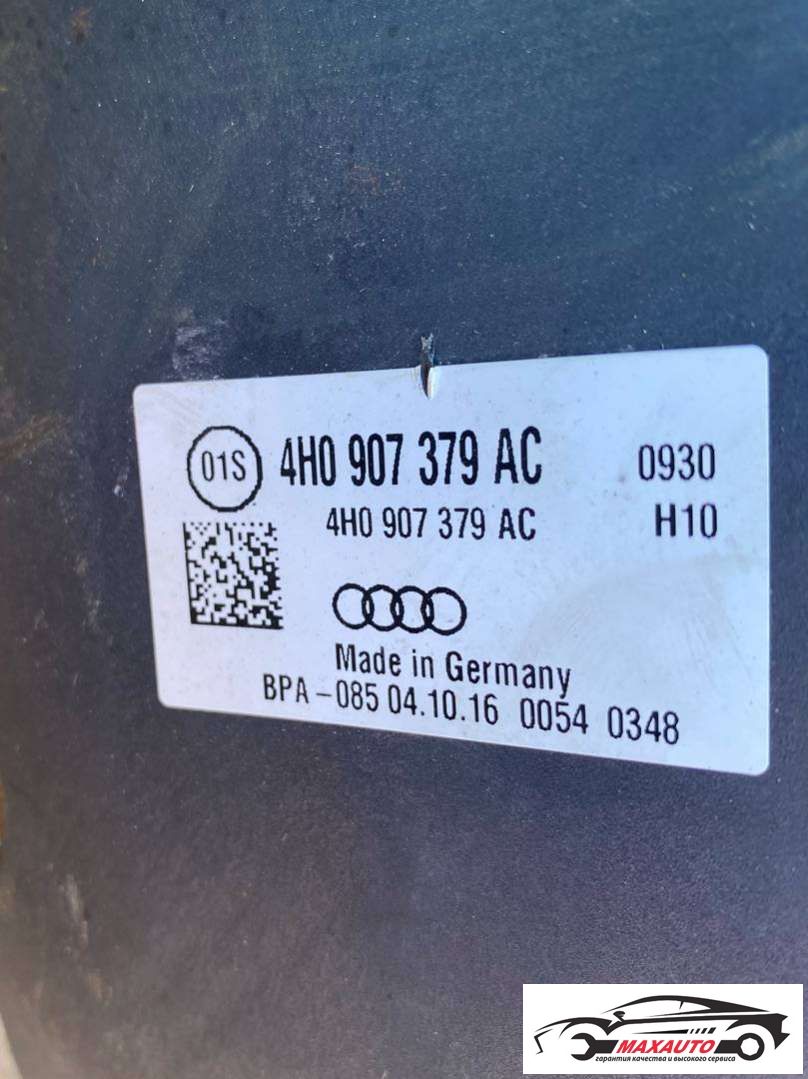 01S 4H0 907 379 AC 0930
4H0 907 379 AC H10
Made in Germany
BPA-085 04.10.16 0054 0348
MAXAUTO
гарантия качества и высокого сервиса